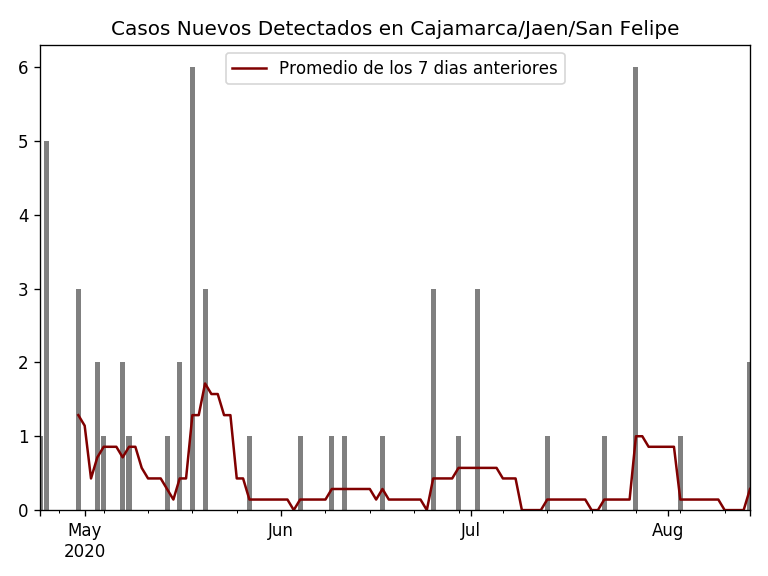 Casos Nuevos Detectados en Cajamarca/Jaen/San Felipe
Promedio de los 7 dias anteriores
6
5
4
3
2
1
0
May
2020
Jun
Jul
Aug